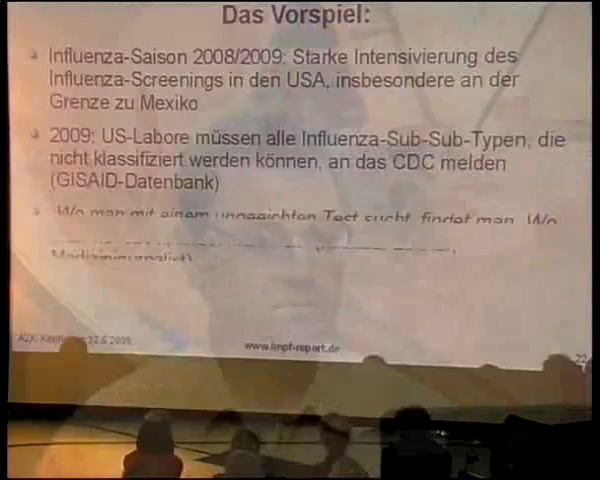 Das Vorspiel:
Influenza-Saison 2008/2009: Starke Intensivierung des
Influenza-Screenings in den USA, insbesondere an der
Grenze zu Mexiko
2009: US-Labore müssen alle Influenza-Sub-Sub-Typen, die
nicht klassifiziert werden können, an das CDC melden
(GISAID-Datenbank)
Wo man mit einem ungeeichten Test sucht, findet man. Wo
Medizinjournalist)
www.impf-report.de
22